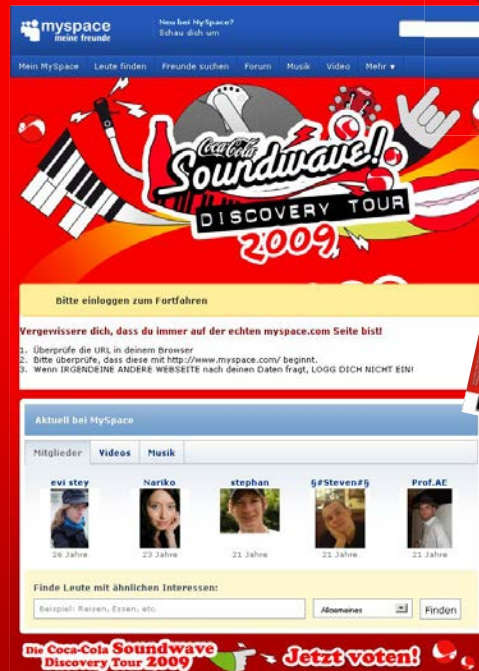 myspace
meine freunde
Neu bei MySpace?
Schau dich um
Mein MySpace Leute finden Freunde suchen Forum Musik Video Mehr ▾
Coca-Cola
Soundwave!
DISCOVERY TOUR
2009
Bitte einloggen zum Fortfahren
Vergewissere dich, dass du immer auf der echten myspace.com Seite bist!
1. Überprüfe die URL in deinem Browser
2. Bitte überprüfe, dass diese mit http://www.myspace.com/ beginnt.
3. Wenn IRGENDEINE ANDERE WEBSEITE nach deinen Daten fragt, LOGG DICH NICHT EIN!
Aktuell bei MySpace
Mitglieder Videos Musik
evi stey Nariko stephan §#Steven#§ Prof.AE
26 Jahre 23 Jahre 21 Jahre 21 Jahre 21 Jahre
Finde Leute mit ähnlichen Interessen:
Beispiel: Reisen, Essen, etc. Allgemeines Finden
Die Coca-Cola Soundwave
Discovery Tour 2009
Jetzt voten!